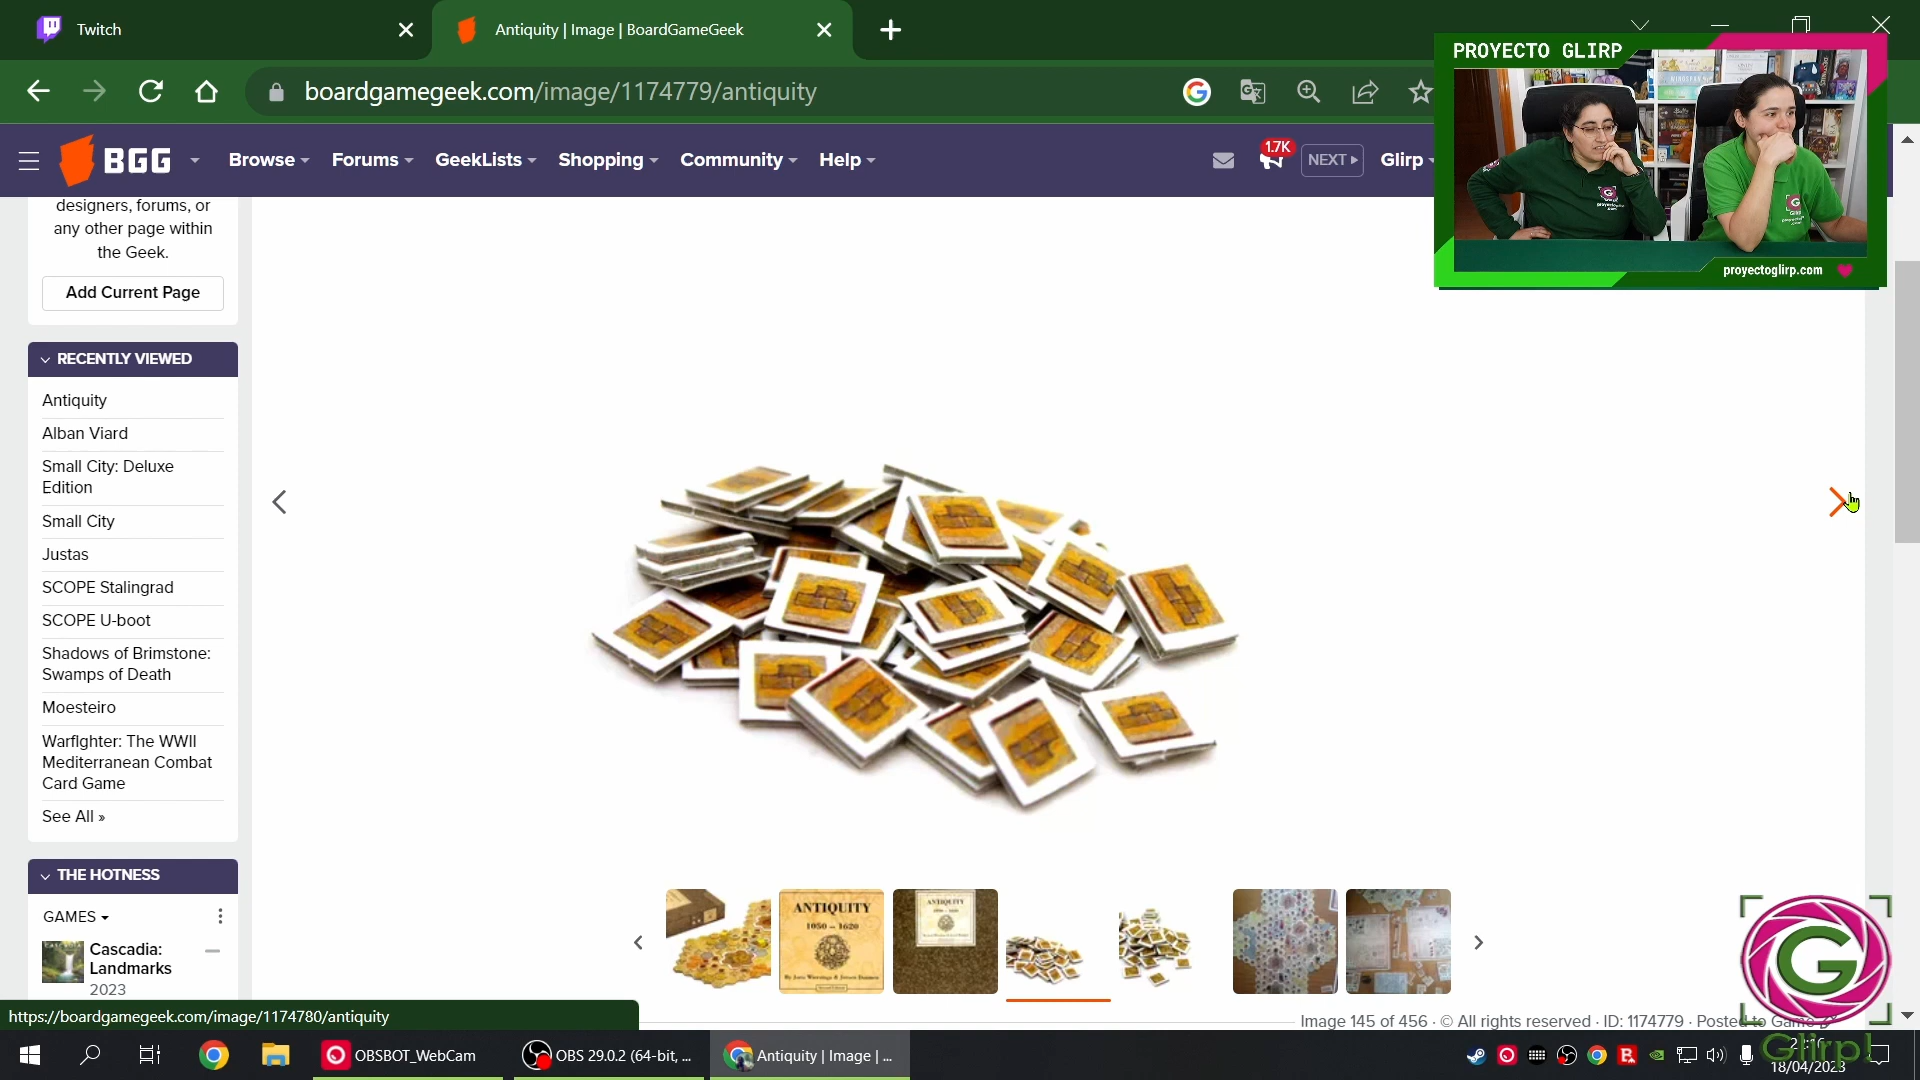 Twitch
Antiquity | Image | BoardGameGeek
PROYECTO GLIRP
boardgamegeek.com/image/1174779/antiquity
BGG
Browse
Forums
GeekLists
Shopping
Community
Help
1.7K
NEXT
Glirp
proyectoglirp.com
designers, forums, or
any other page within
the Geek.
Add Current Page
RECENTLY VIEWED
Antiquity
Alban Viard
Small City: Deluxe
Edition
Small City
Justas
SCOPE Stalingrad
SCOPE U-boot
Shadows of Brimstone:
Swamps of Death
Moesteiro
Warfighter: The WWII
Mediterranean Combat
Card Game
See All »
THE HOTNESS
GAMES
Cascadia:
Landmarks
2023
ANTIQUITY
1050 – 1620
ANTIQUITY
https://boardgamegeek.com/image/1174780/antiquity
Image 145 of 456 · © All rights reserved · ID: 1174779 · Posted to Game
G
Glirp!
OBSBOT_WebCam
OBS 29.0.2 (64-bit, ...
Antiquity | Image | ...
18/04/2023